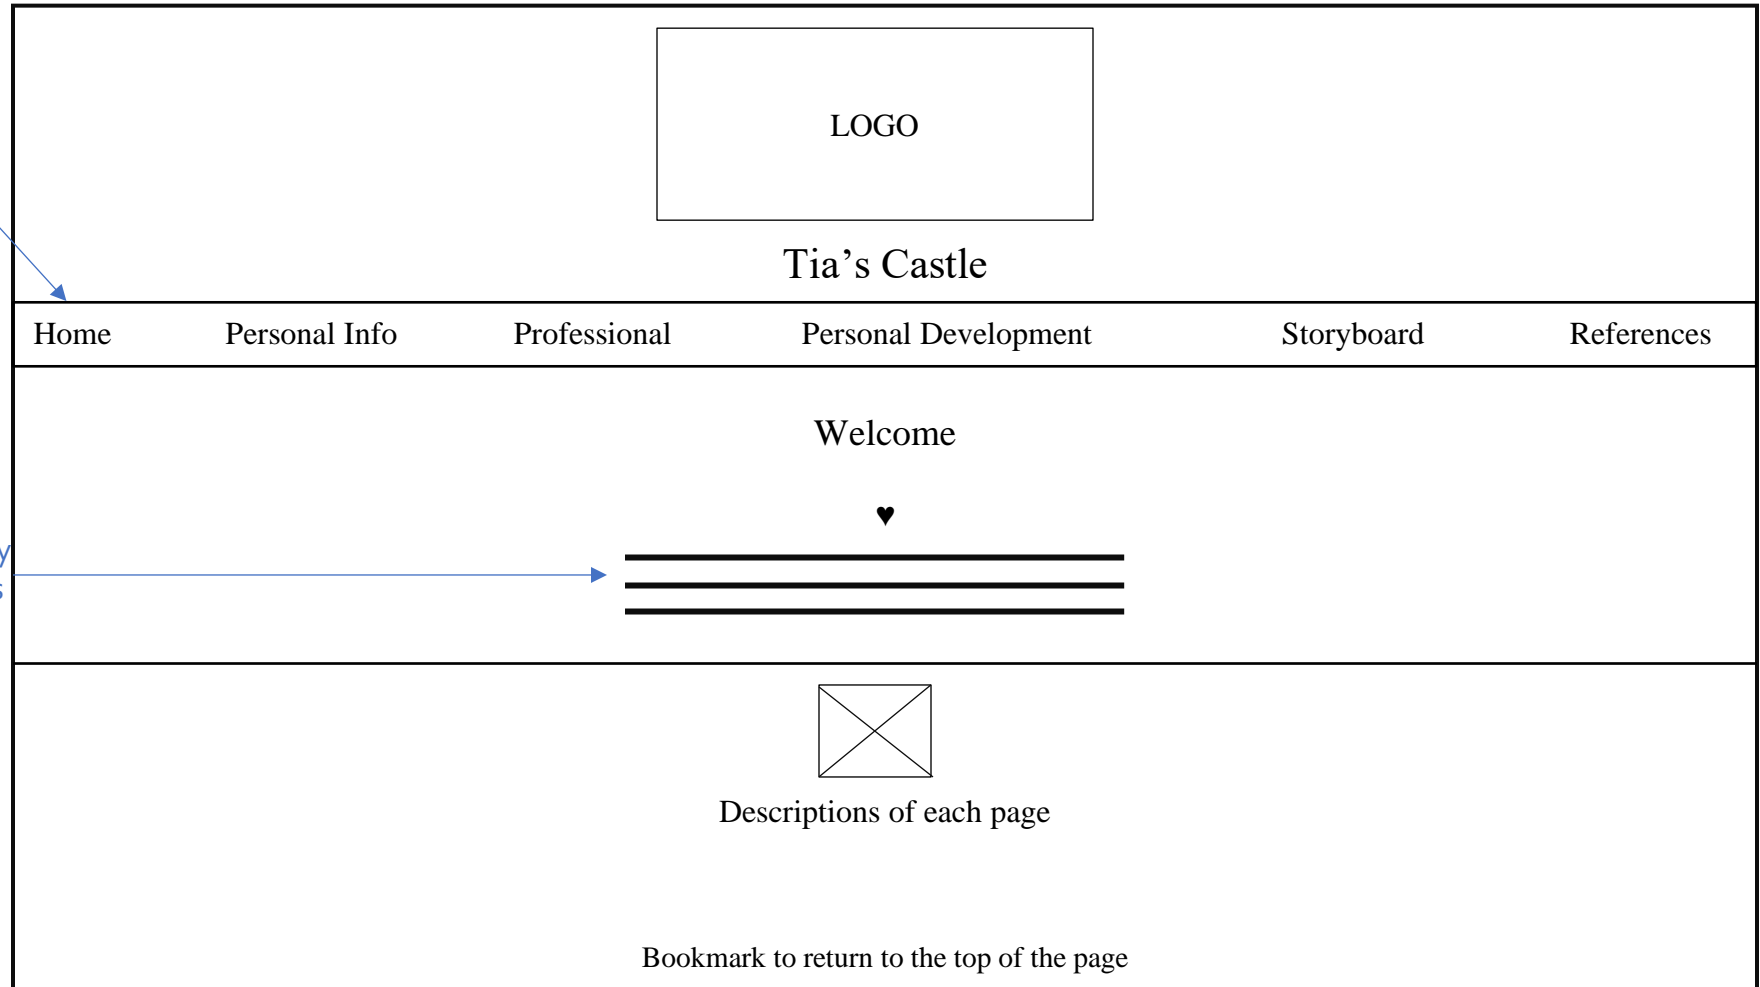 LOGO
Tia’s Castle
Home Personal Info Professional Personal Development Storyboard References
Welcome
♥
Descriptions of each page
Bookmark to return to the top of the page